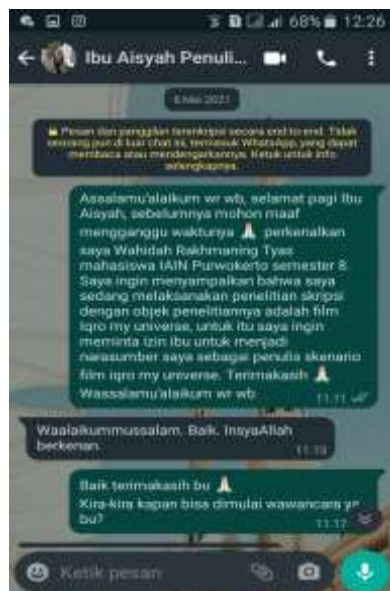 68% 12:26
Ibu Aisyah Penuli...
8 Mei 2021
Pesan dan panggilan terenkripsi secara end-to-end. Tidak
seorang pun di luar chat ini, termasuk WhatsApp, yang dapat
membaca atau mendengarkannya. Ketuk untuk info
selengkapnya.
Assalamu'alaikum wr wb, selamat pagi Ibu
Aisyah, sebelumnya mohon maaf
mengganggu waktunya 🙏🏻 perkenalkan
saya Wahidah Rakhmaning Tyas
mahasiswa IAIN Purwokerto semester 8.
Saya ingin menyampaikan bahwa saya
sedang melaksanakan penelitian skripsi
dengan objek penelitiannya adalah film
Iqro my universe, untuk itu saya ingin
meminta izin ibu untuk menjadi
narasumber saya sebagai penulis skenario
film iqro my universe. Terimakasih 🙏🏻
Wassalamu'alaikum wr wb
11.11
Waalaikummussalam. Baik. InsyaAllah
berkenan.
11.13
Baik terimakasih bu 🙏🏻
Kira-kira kapan bisa dimulai wawancara ya
bu?
11.17
Ketik pesan